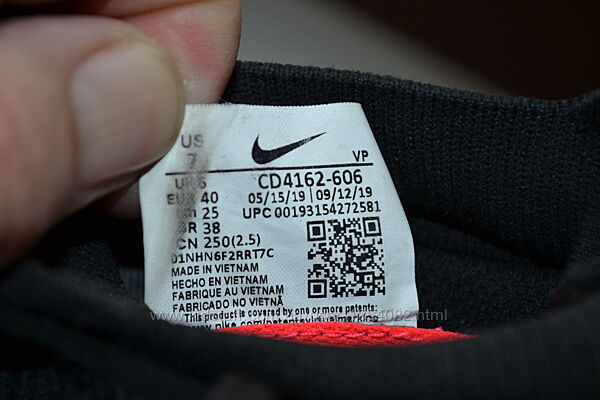 US
7
VP
UK 6
CD4162-606
EUR 40
05/15/19 09/12/19
cm 25
UPC 00193154272581
BR 38
CN 250(2.5)
01NHN6F2RRT7C
MADE IN VIETNAM
HECHO EN VIETNAM
FABRIQUE AU VIETNAM
FABRICADO NO VIETNÃ
This product is covered by one or more patents: